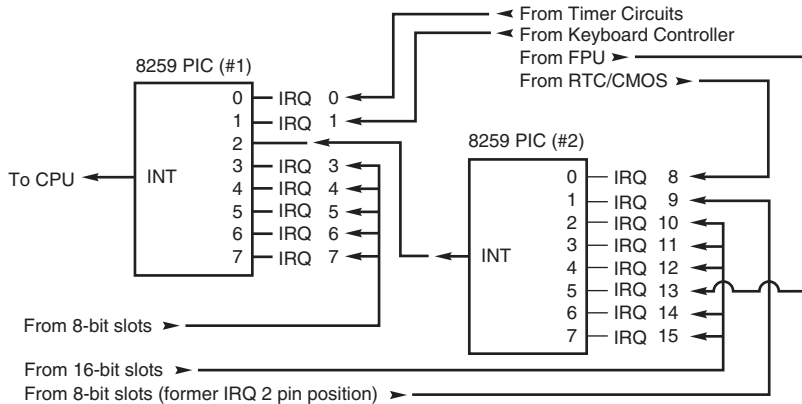 From Timer Circuits
From Keyboard Controller
From FPU
From RTC/CMOS
8259 PIC (#1)
0 IRQ 0
1 IRQ 1
2
3 IRQ 3
4 IRQ 4
5 IRQ 5
6 IRQ 6
7 IRQ 7
To CPU
INT
8259 PIC (#2)
0 IRQ 8
1 IRQ 9
2 IRQ 10
3 IRQ 11
4 IRQ 12
5 IRQ 13
6 IRQ 14
7 IRQ 15
INT
From 8-bit slots
From 16-bit slots
From 8-bit slots (former IRQ 2 pin position)